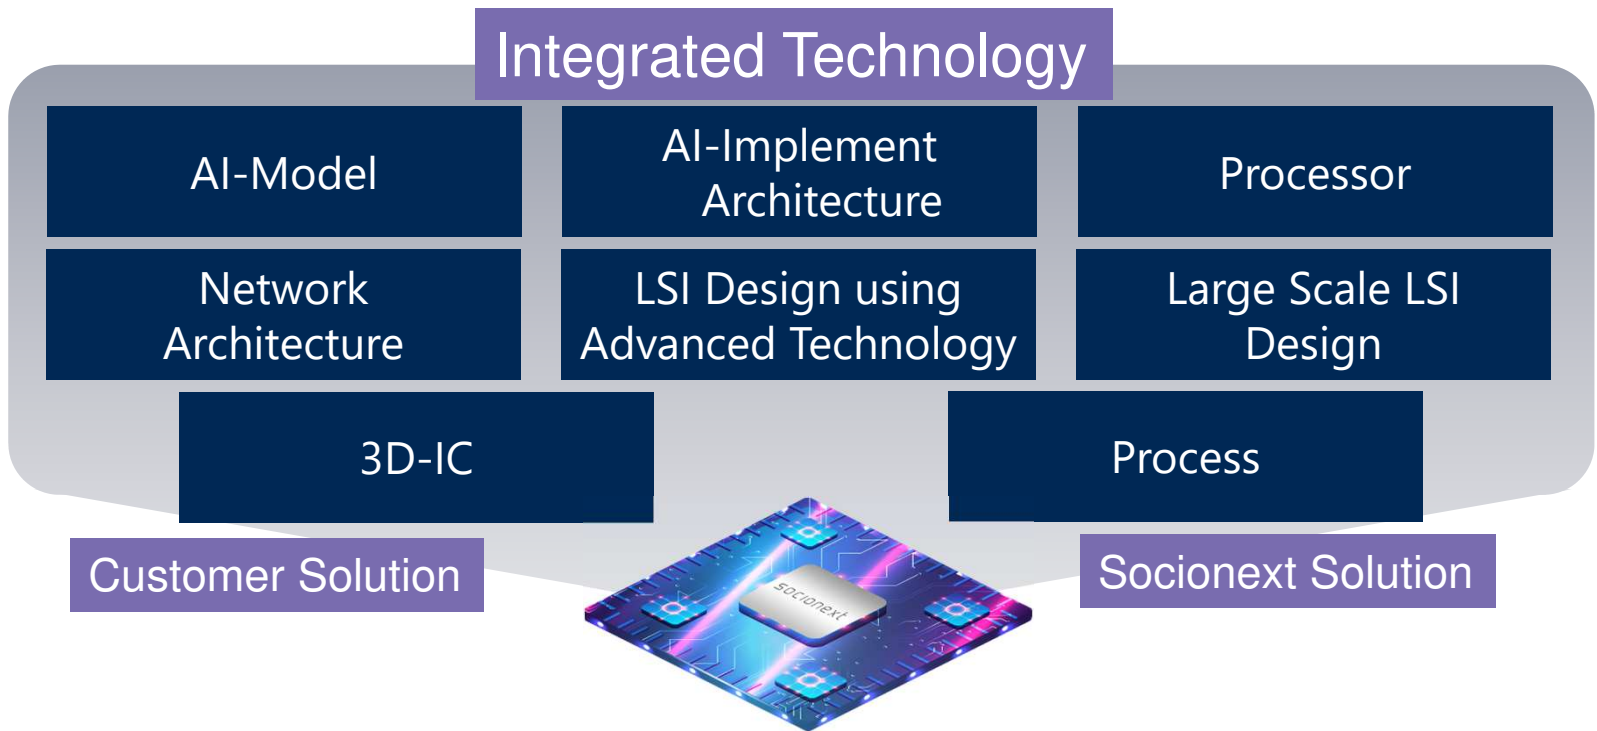 Integrated Technology
AI-Model
AI-Implement
Architecture
Processor
Network
Architecture
LSI Design using
Advanced Technology
Large Scale LSI
Design
3D-IC
Process
Customer Solution
Socionext Solution
socionext